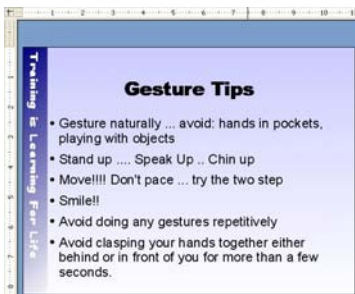 Training is Learning For Life
Gesture Tips
• Gesture naturally ... avoid: hands in pockets,
playing with objects
• Stand up .... Speak Up .. Chin up
• Move!!!! Don't pace ... try the two step
• Smile!!
• Avoid doing any gestures repetitively
• Avoid clasping your hands together either
behind or in front of you for more than a few
seconds.